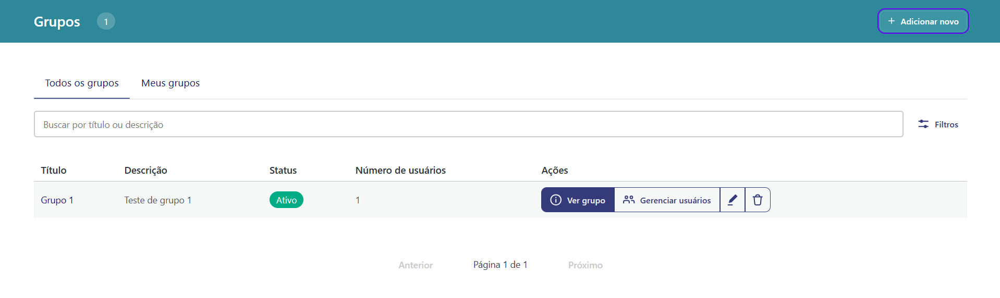 Grupos 1 + Adicionar novo
Todos os grupos Meus grupos
Buscar por título ou descrição Filtros
Título Descrição Status Número de usuários Ações
Grupo 1 Teste de grupo 1 Ativo 1 Ver grupo Gerenciar usuários
Anterior Página 1 de 1 Próximo